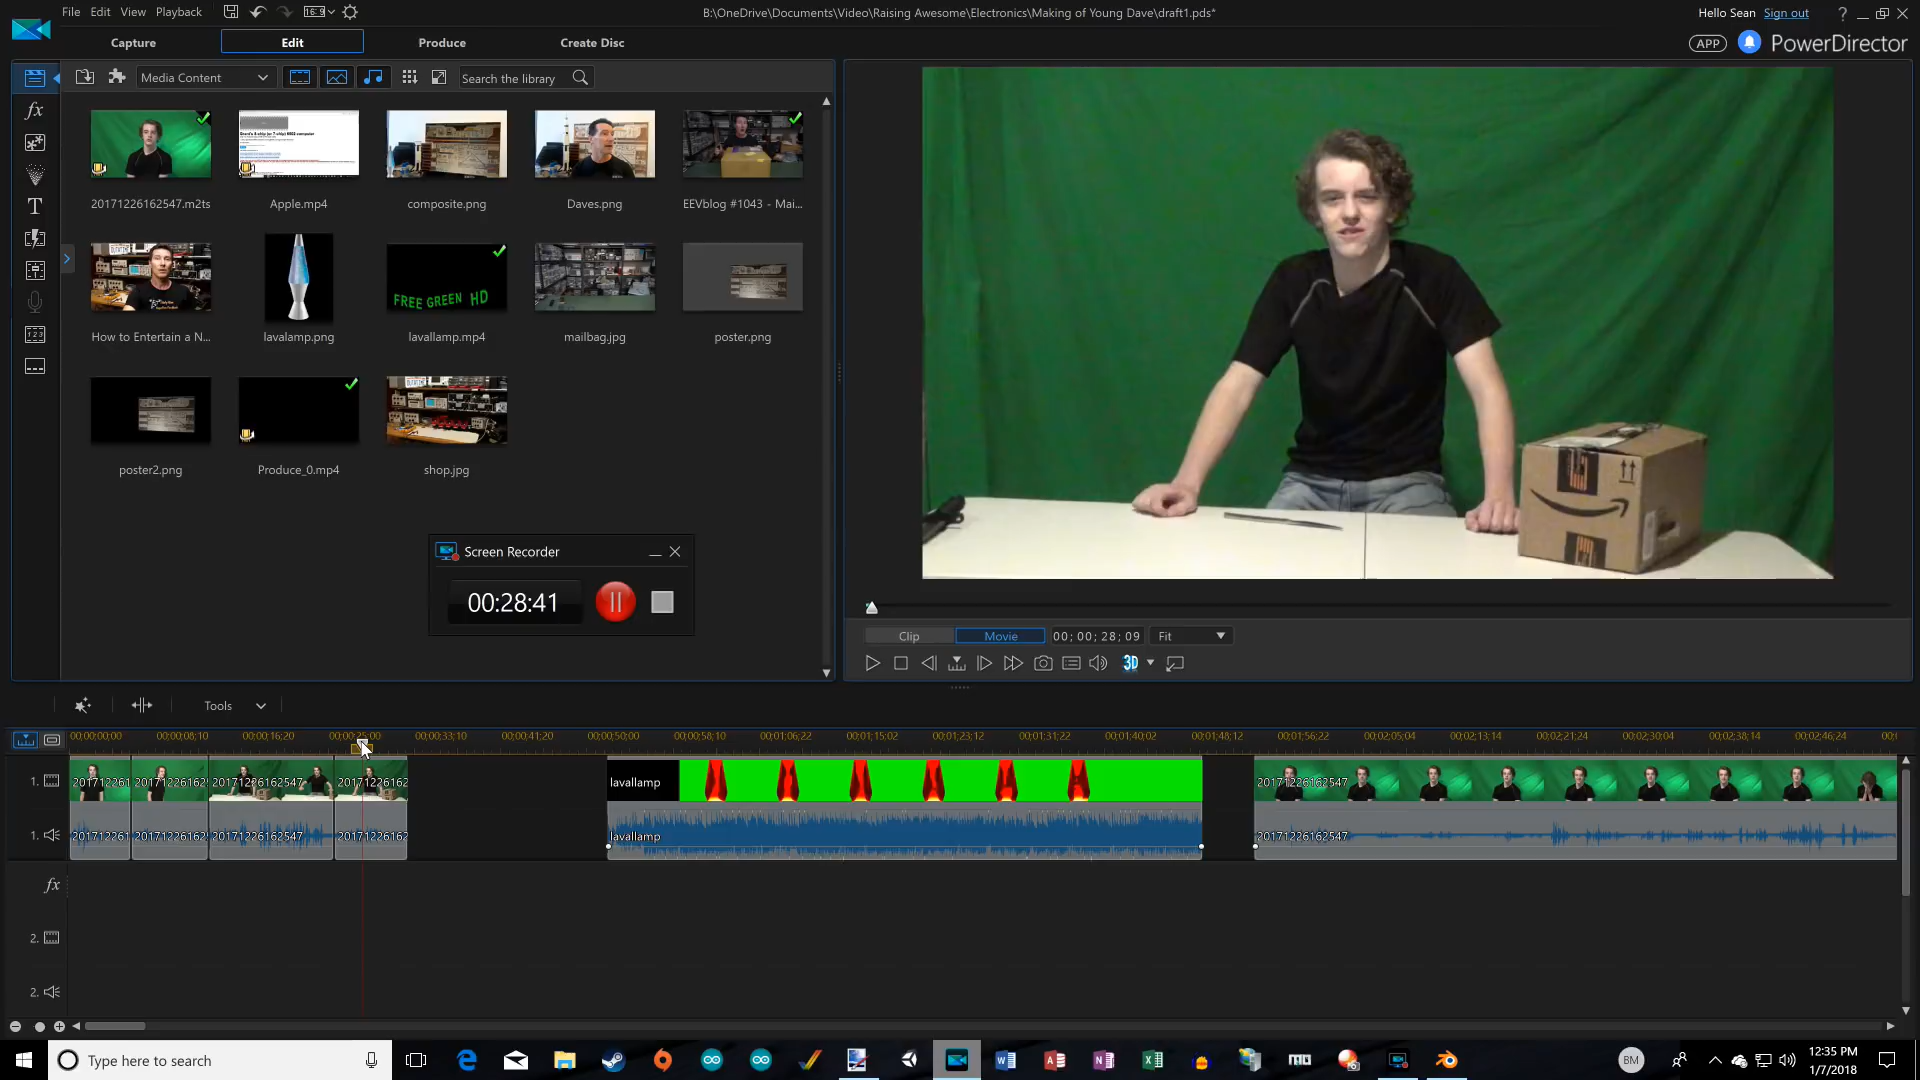 File Edit View Playback 16:9
B:\OneDrive\Documents\Video\Raising Awesome\Electronics\Making of Young Dave\draft1.pds*
Hello Sean Sign out ?
Capture Edit Produce Create Disc
APP PowerDirector
Media Content
Search the library
20171226162547.m2ts Apple.mp4 composite.png Daves.png EEVblog #1043 - Mai...
FREE GREEN HD
How to Entertain a N... lavalamp.png lavallamp.mp4 mailbag.jpg poster.png
poster2.png Produce_0.mp4 shop.jpg
Screen Recorder
00:28:41
Clip Movie 00; 00; 28; 09 Fit
3D
fx
T
Tools
00;00;00;00 00;00;08;10 00;00;16;20 00;00;25;00 00;00;33;10 00;00;41;20 00;00;50;00 00;00;58;10 00;01;06;22 00;01;15;02 00;01;23;12 00;01;31;22 00;01;40;02 00;01;48;12 00;01;56;22 00;02;05;04 00;02;13;14 00;02;21;24 00;02;30;04 00;02;38;14 00;02;46;24
1. 201712261 20171226162 20171226162547 20171226162 lavallamp 20171226162547
1. 201712261 20171226162 20171226162547 20171226162 lavallamp 20171226162547
fx
2.
2.
Type here to search
BM
12:35 PM
1/7/2018